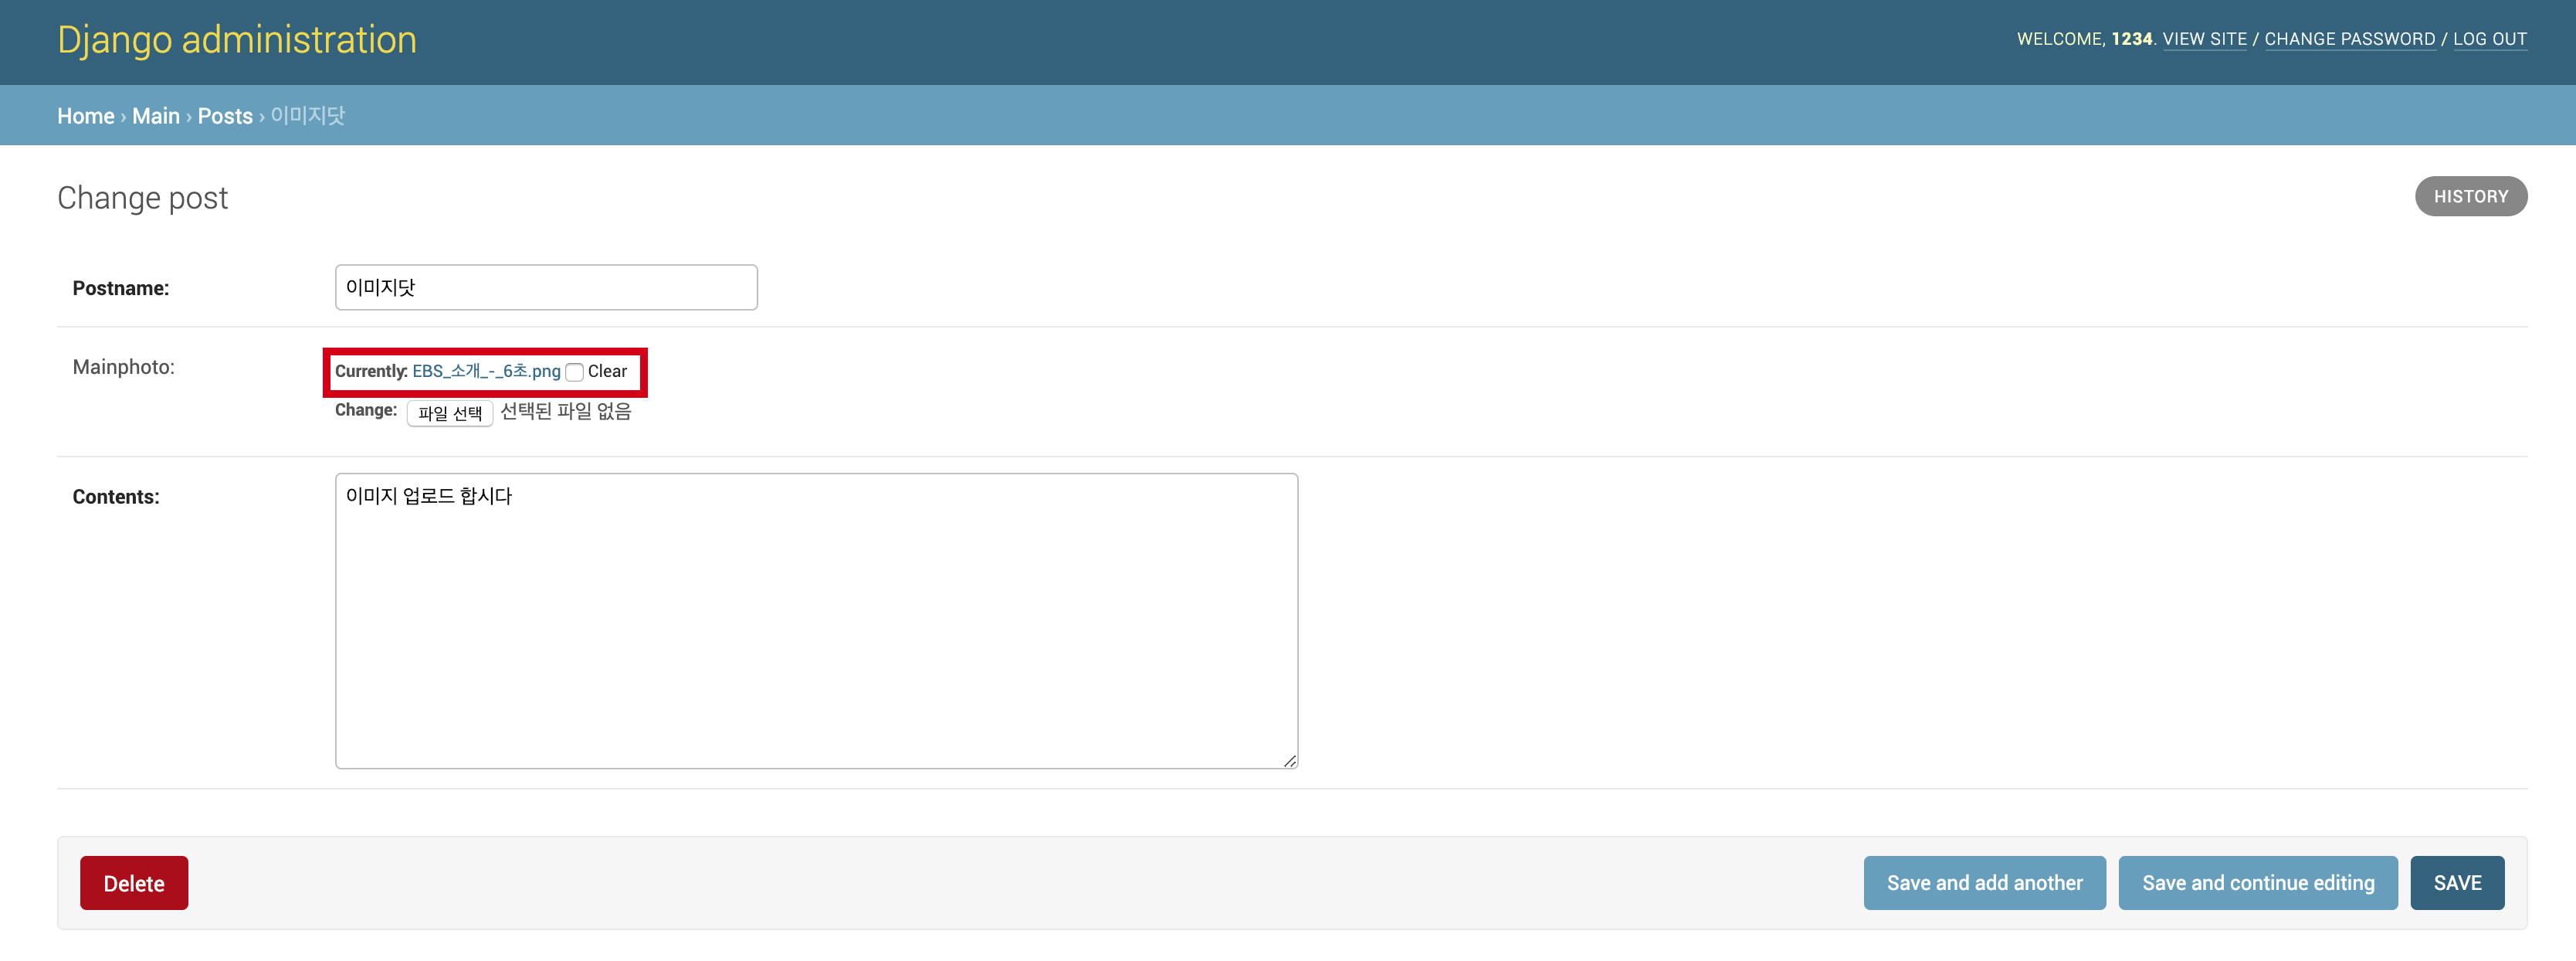 Django administration
WELCOME, 1234. VIEW SITE / CHANGE PASSWORD / LOG OUT
Home › Main › Posts › 이미지닷
Change post
HISTORY
Postname: 이미지닷
Mainphoto: Currently: EBS_소개_-_6초.png Clear
Change: 파일 선택 선택된 파일 없음
Contents: 이미지 업로드 합시다
Delete Save and add another Save and continue editing SAVE